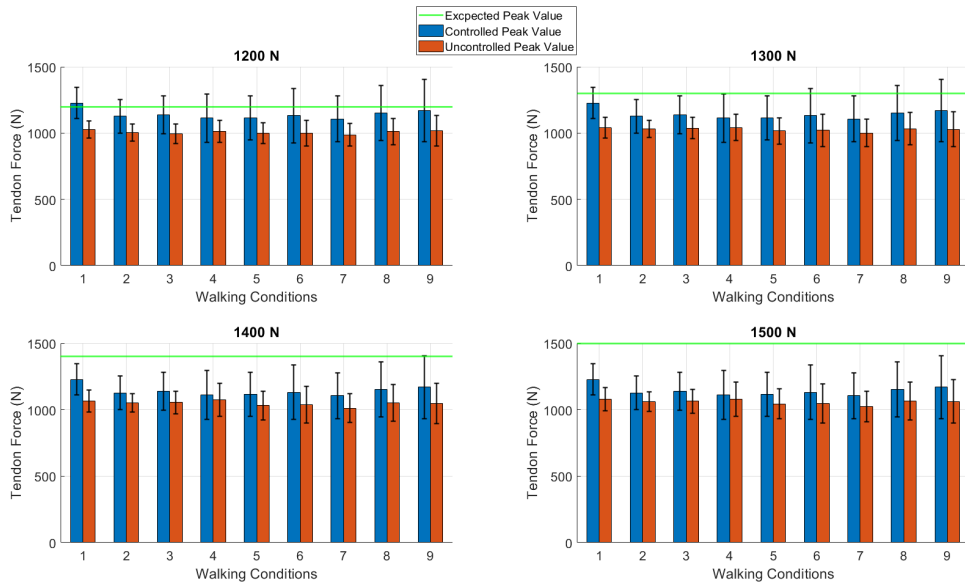 Excpected Peak Value
Controlled Peak Value
Uncontrolled Peak Value
1200 N
1500
1000
500
0
Tendon Force (N)
1 2 3 4 5 6 7 8 9
Walking Conditions
1300 N
1500
1000
500
0
Tendon Force (N)
1 2 3 4 5 6 7 8 9
Walking Conditions
1400 N
1500
1000
500
0
Tendon Force (N)
1 2 3 4 5 6 7 8 9
Walking Conditions
1500 N
1500
1000
500
0
Tendon Force (N)
1 2 3 4 5 6 7 8 9
Walking Conditions